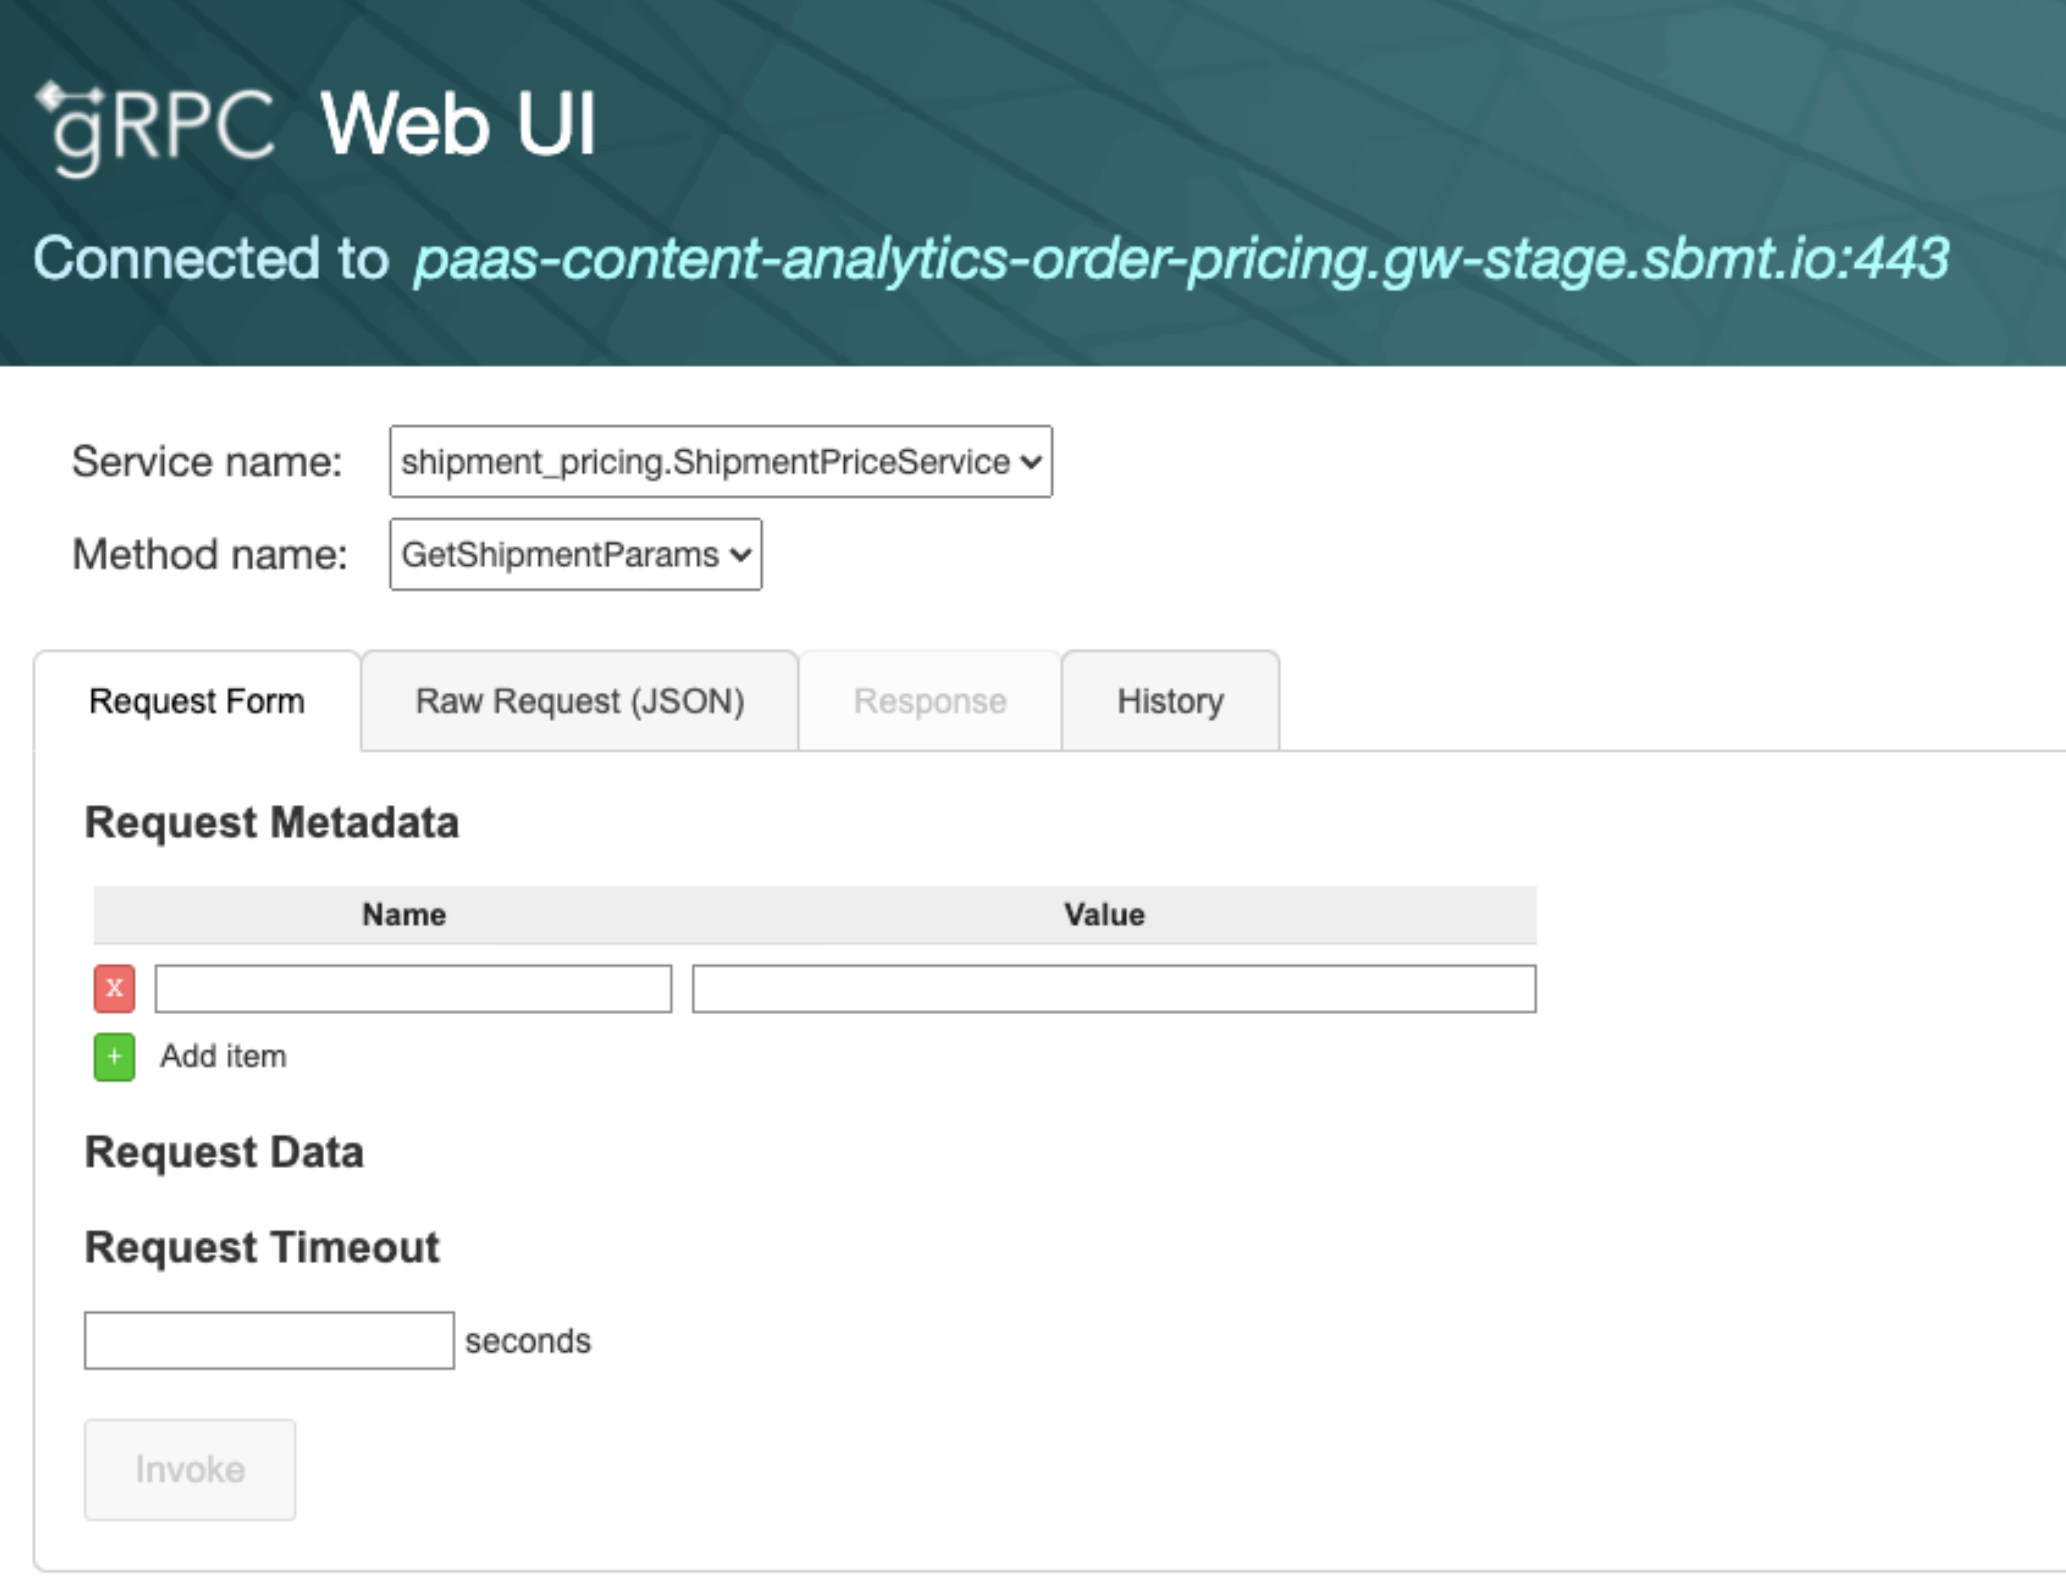 gRPC Web UI
Connected to paas-content-analytics-order-pricing.gw-stage.sbmt.io:443
Service name: shipment_pricing.ShipmentPriceService
Method name: GetShipmentParams
Request Form Raw Request (JSON) Response History
Request Metadata
Name Value
x
+ Add item
Request Data
Request Timeout
seconds
Invoke